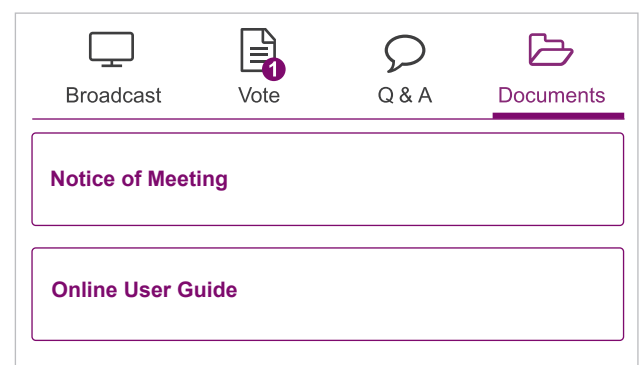 1
Broadcast Vote Q & A Documents
Notice of Meeting
Online User Guide